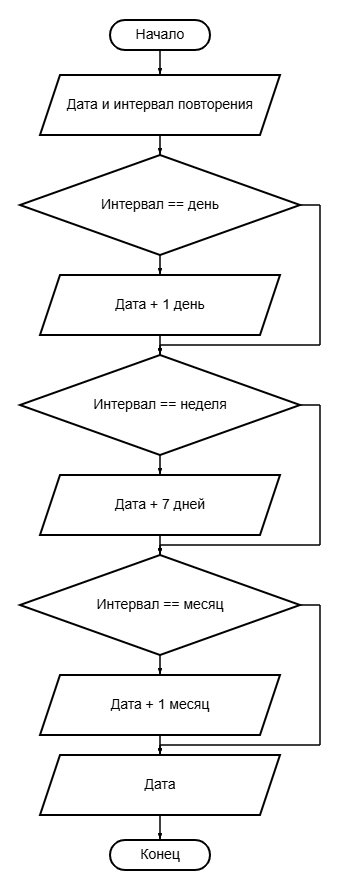 Начало
Дата и интервал повторения
Интервал == день
Дата + 1 день
Интервал == неделя
Дата + 7 дней
Интервал == месяц
Дата + 1 месяц
Дата
Конец